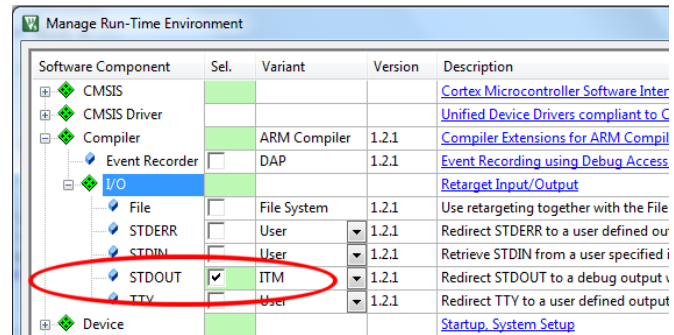 Manage Run-Time Environment
Software Component Sel. Variant Version Description
CMSIS Cortex Microcontroller Software Inter
CMSIS Driver Unified Device Drivers compliant to C
Compiler ARM Compiler 1.2.1 Compiler Extensions for ARM Compil
Event Recorder DAP 1.2.1 Event Recording using Debug Access
I/O Retarget Input/Output
File File System 1.2.1 Use retargeting together with the File
STDERR User 1.2.1 Redirect STDERR to a user defined ou
STDIN User 1.2.1 Retrieve STDIN from a user specified i
STDOUT ITM 1.2.1 Redirect STDOUT to a debug output
TTY User 1.2.1 Redirect TTY to a user defined output
Device Startup, System Setup